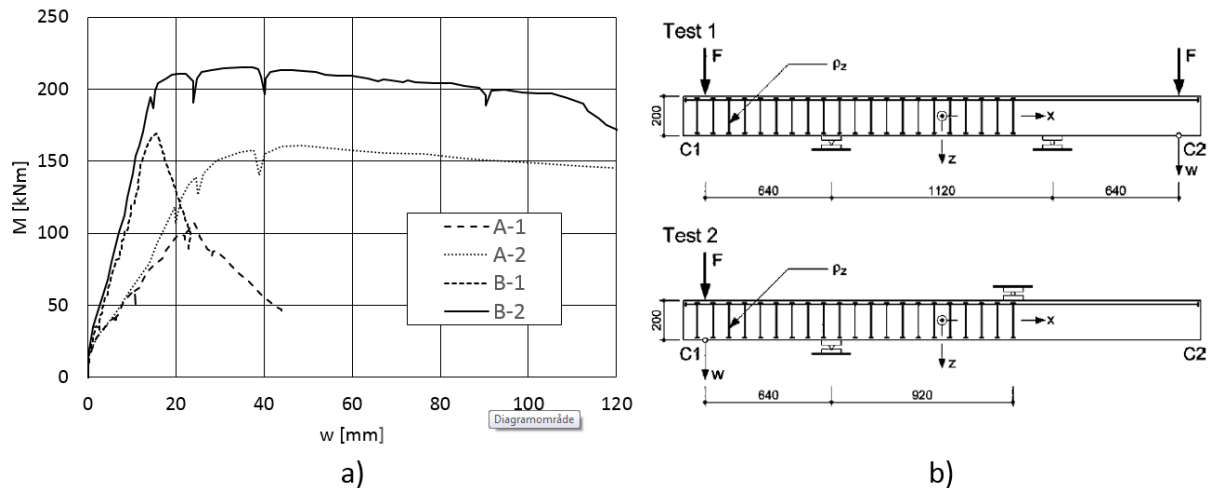 250
200
150
100
50
0
M [kNm]
0 20 40 60 80 100 120
w [mm]
A-1
A-2
B-1
B-2
Diagramområde
a)
Test 1
F F
ρz
200
x
z
C1 C2
w
640 1120 640
Test 2
F
ρz
200
x
z
C1 C2
w
640 920
b)